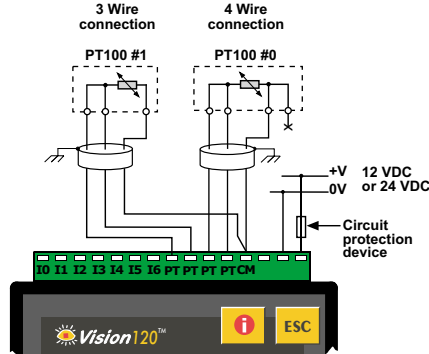 3 Wire
connection
4 Wire
connection
PT100 #1
PT100 #0
+V
0V
12 VDC
or 24 VDC
Circuit
protection
device
I0 I1 I2 I3 I4 I5 I6 PT PT PT PT CM
Vision120™
i
ESC